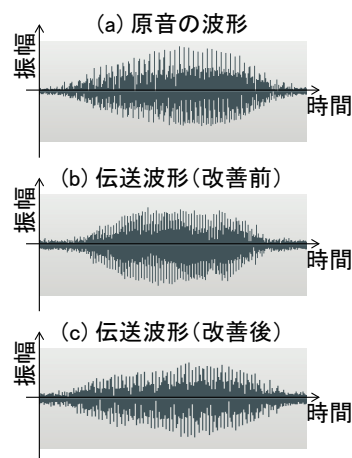 (a) 原音の波形
振幅
時間
(b) 伝送波形(改善前)
振幅
時間
(c) 伝送波形(改善後)
振幅
時間